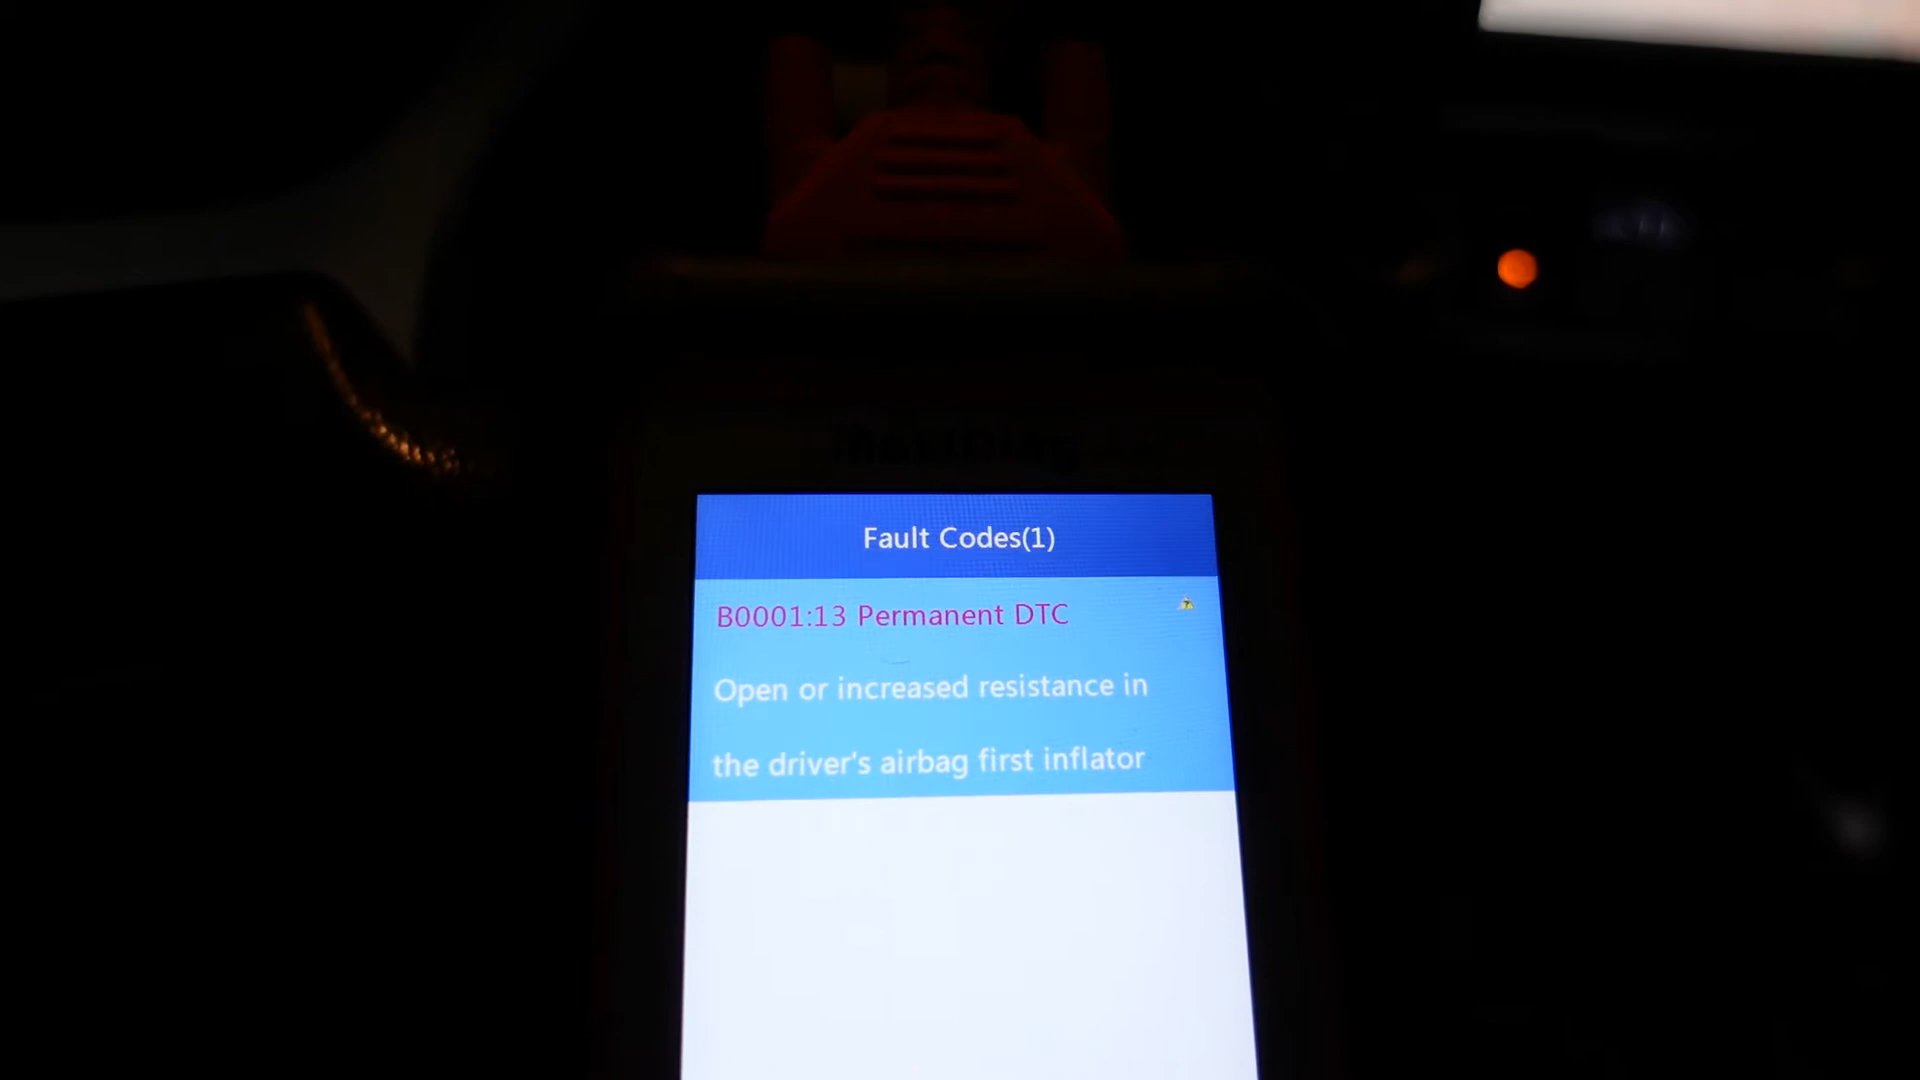 Fault Codes(1)
B0001:13 Permanent DTC
Open or increased resistance in
the driver's airbag first inflator